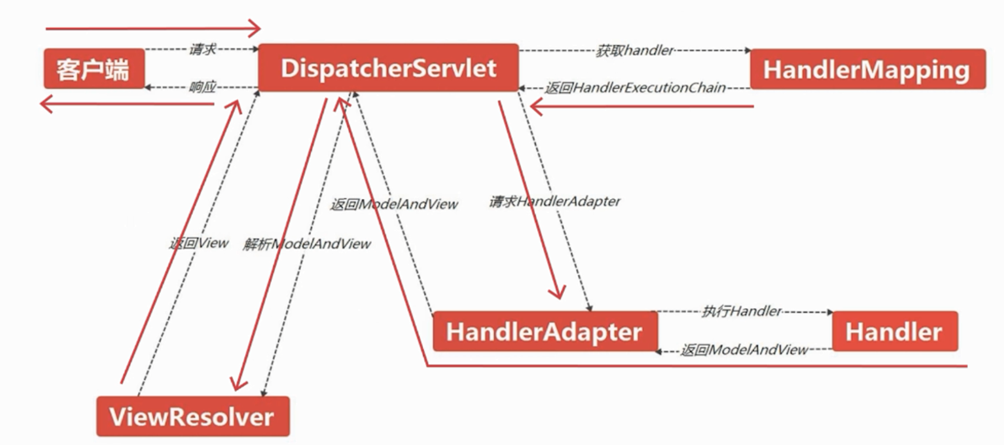 请求
获取handler
客户端
DispatcherServlet
HandlerMapping
响应
返回HandlerExecutionChain
返回ModelAndView
请求HandlerAdapter
返回View
解析ModelAndView
执行Handler
HandlerAdapter
Handler
返回ModelAndView
ViewResolver